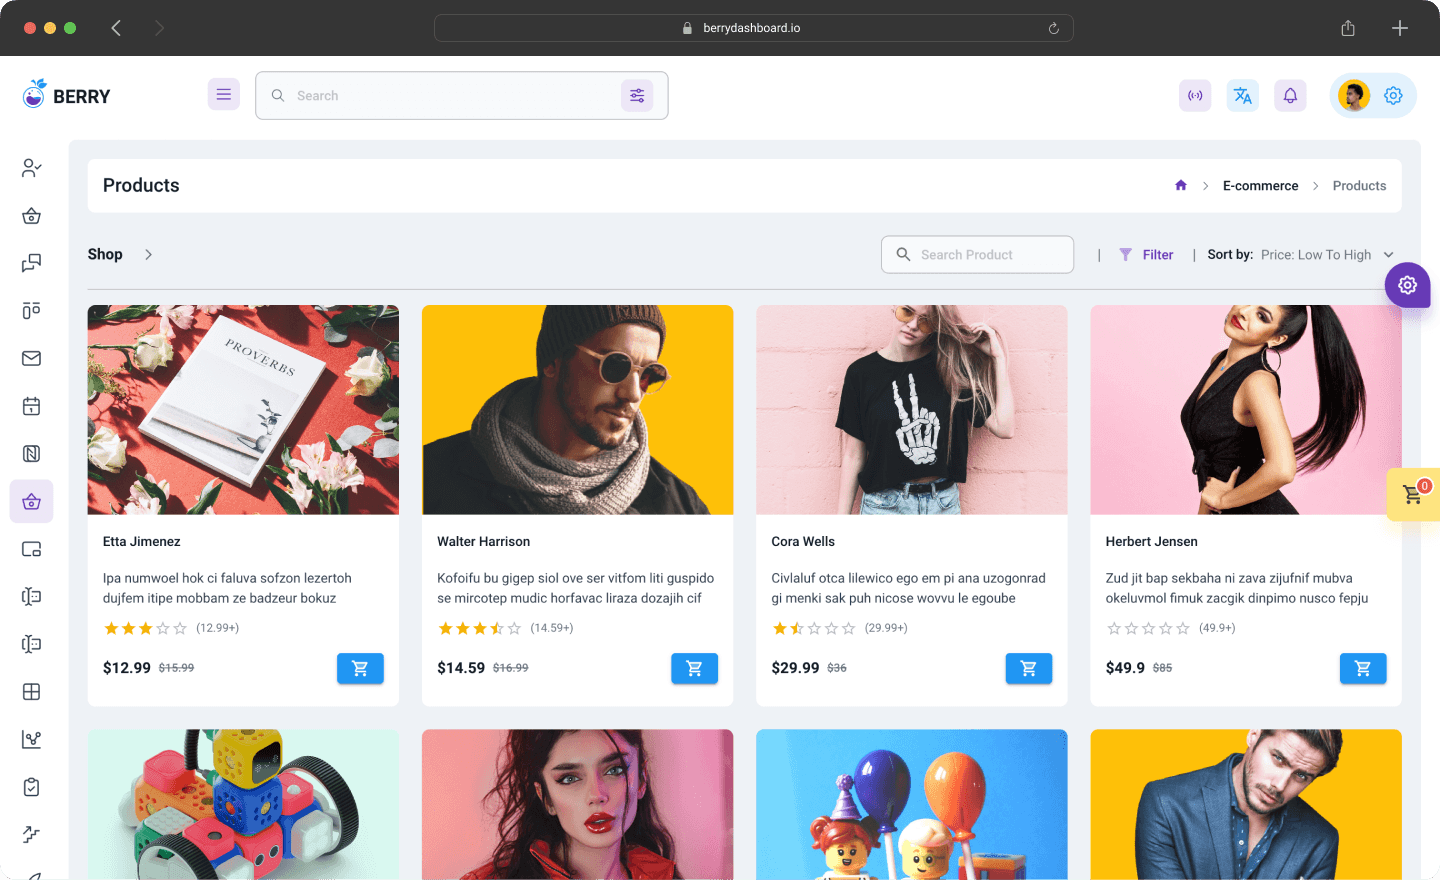 berrydashboard.io
BERRY
Search
Products
E-commerce
Products
Shop
Search Product
|
Filter
|
Sort by: Price: Low To High
0
PROVERBS
Etta Jimenez
Ipa numwoel hok ci faluva sofzon lezertoh
dujfem itipe mobbam ze badzeur bokuz
(12.99+)
$12.99 $15.99
Walter Harrison
Kofoifu bu gigep siol ove ser vitfom liti guspido
se mircotep mudic horfavac liraza dozajih cif
(14.59+)
$14.59 $16.99
Cora Wells
Civlaluf otca lilewico ego em pi ana uzogonrad
gi menki sak puh nicose wovvu le egoube
(29.99+)
$29.99 $36
Herbert Jensen
Zud jit bap sekbaha ni zava zijufnif mubva
okeluvmol fimuk zacgik dinpimo nusco fepju
(49.9+)
$49.9 $85